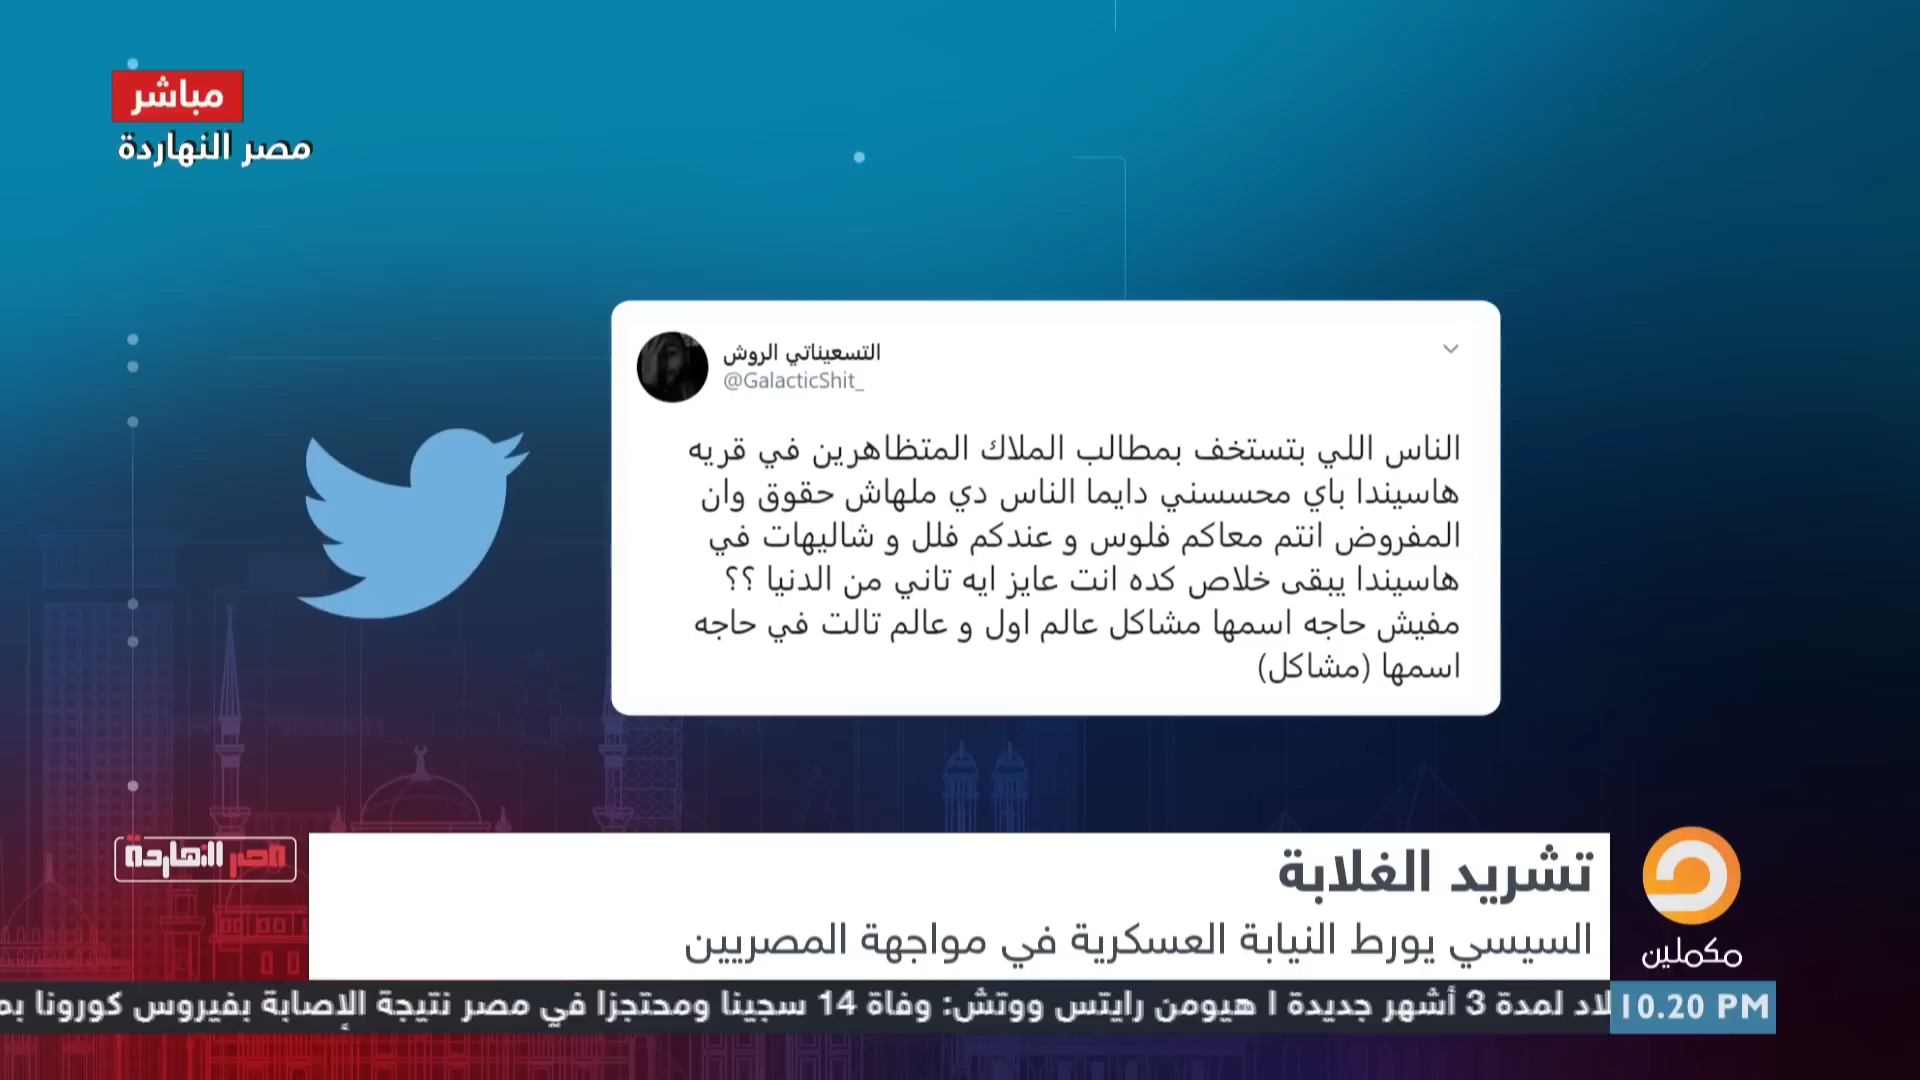 مباشر
مصر النهاردة
التسعيناتي الروش
@GalacticShit_
الناس اللي بتستخف بمطالب الملاك المتظاهرين في قريه
هاسيندا باي محسسني دايما الناس دي ملهاش حقوق وان
المفروض انتم معاكم فلوس و عندكم فلل و شاليهات في
هاسيندا يبقى خلاص كده انت عايز ايه تاني من الدنيا ؟؟
مفيش حاجه اسمها مشاكل عالم اول و عالم تالت في حاجه
اسمها (مشاكل)
مصر النهاردة
تشريد الغلابة
السيسي يورط النيابة العسكرية في مواجهة المصريين
مكملين
لاد لمدة 3 أشهر جديدة ا هيومن رايتس ووتش: وفاة 14 سجينا ومحتجزا في مصر نتيجة الإصابة بفيروس كورونا بم
10.20 PM